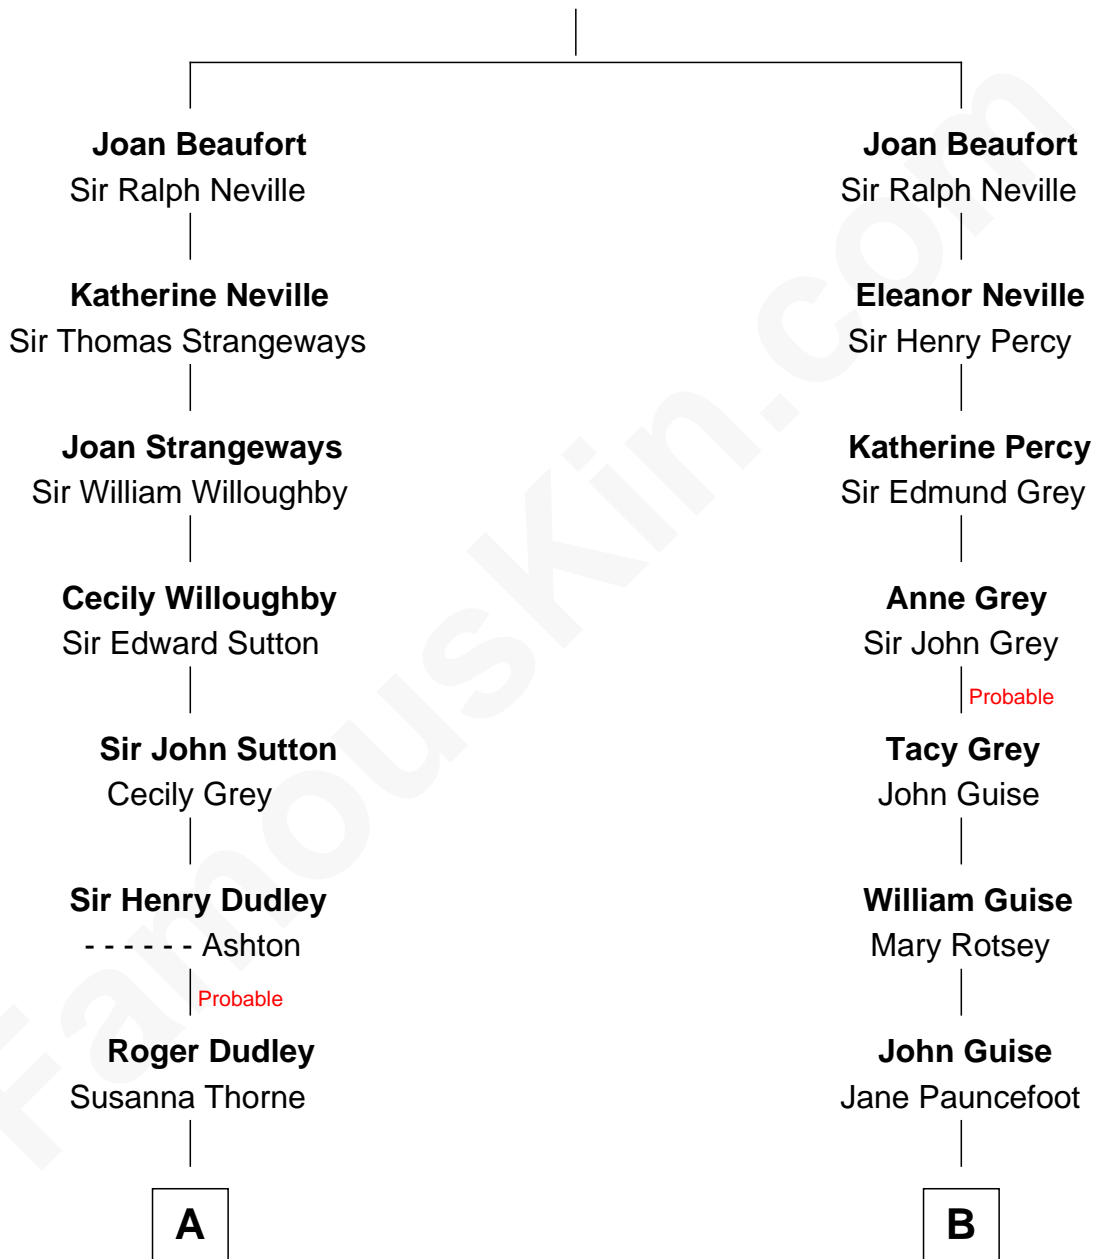 Joan Beaufort
Sir Ralph Neville
Katherine Neville
Sir Thomas Strangeways
Joan Strangeways
Sir William Willoughby
Cecily Willoughby
Sir Edward Sutton
Sir John Sutton
Cecily Grey
Sir Henry Dudley
- - - - - - Ashton
Probable
Roger Dudley
Susanna Thorne
A
Joan Beaufort
Sir Ralph Neville
Eleanor Neville
Sir Henry Percy
Katherine Percy
Sir Edmund Grey
Anne Grey
Sir John Grey
Probable
Tacy Grey
John Guise
William Guise
Mary Rotsey
John Guise
Jane Pauncefoot
B
FamousKin.com